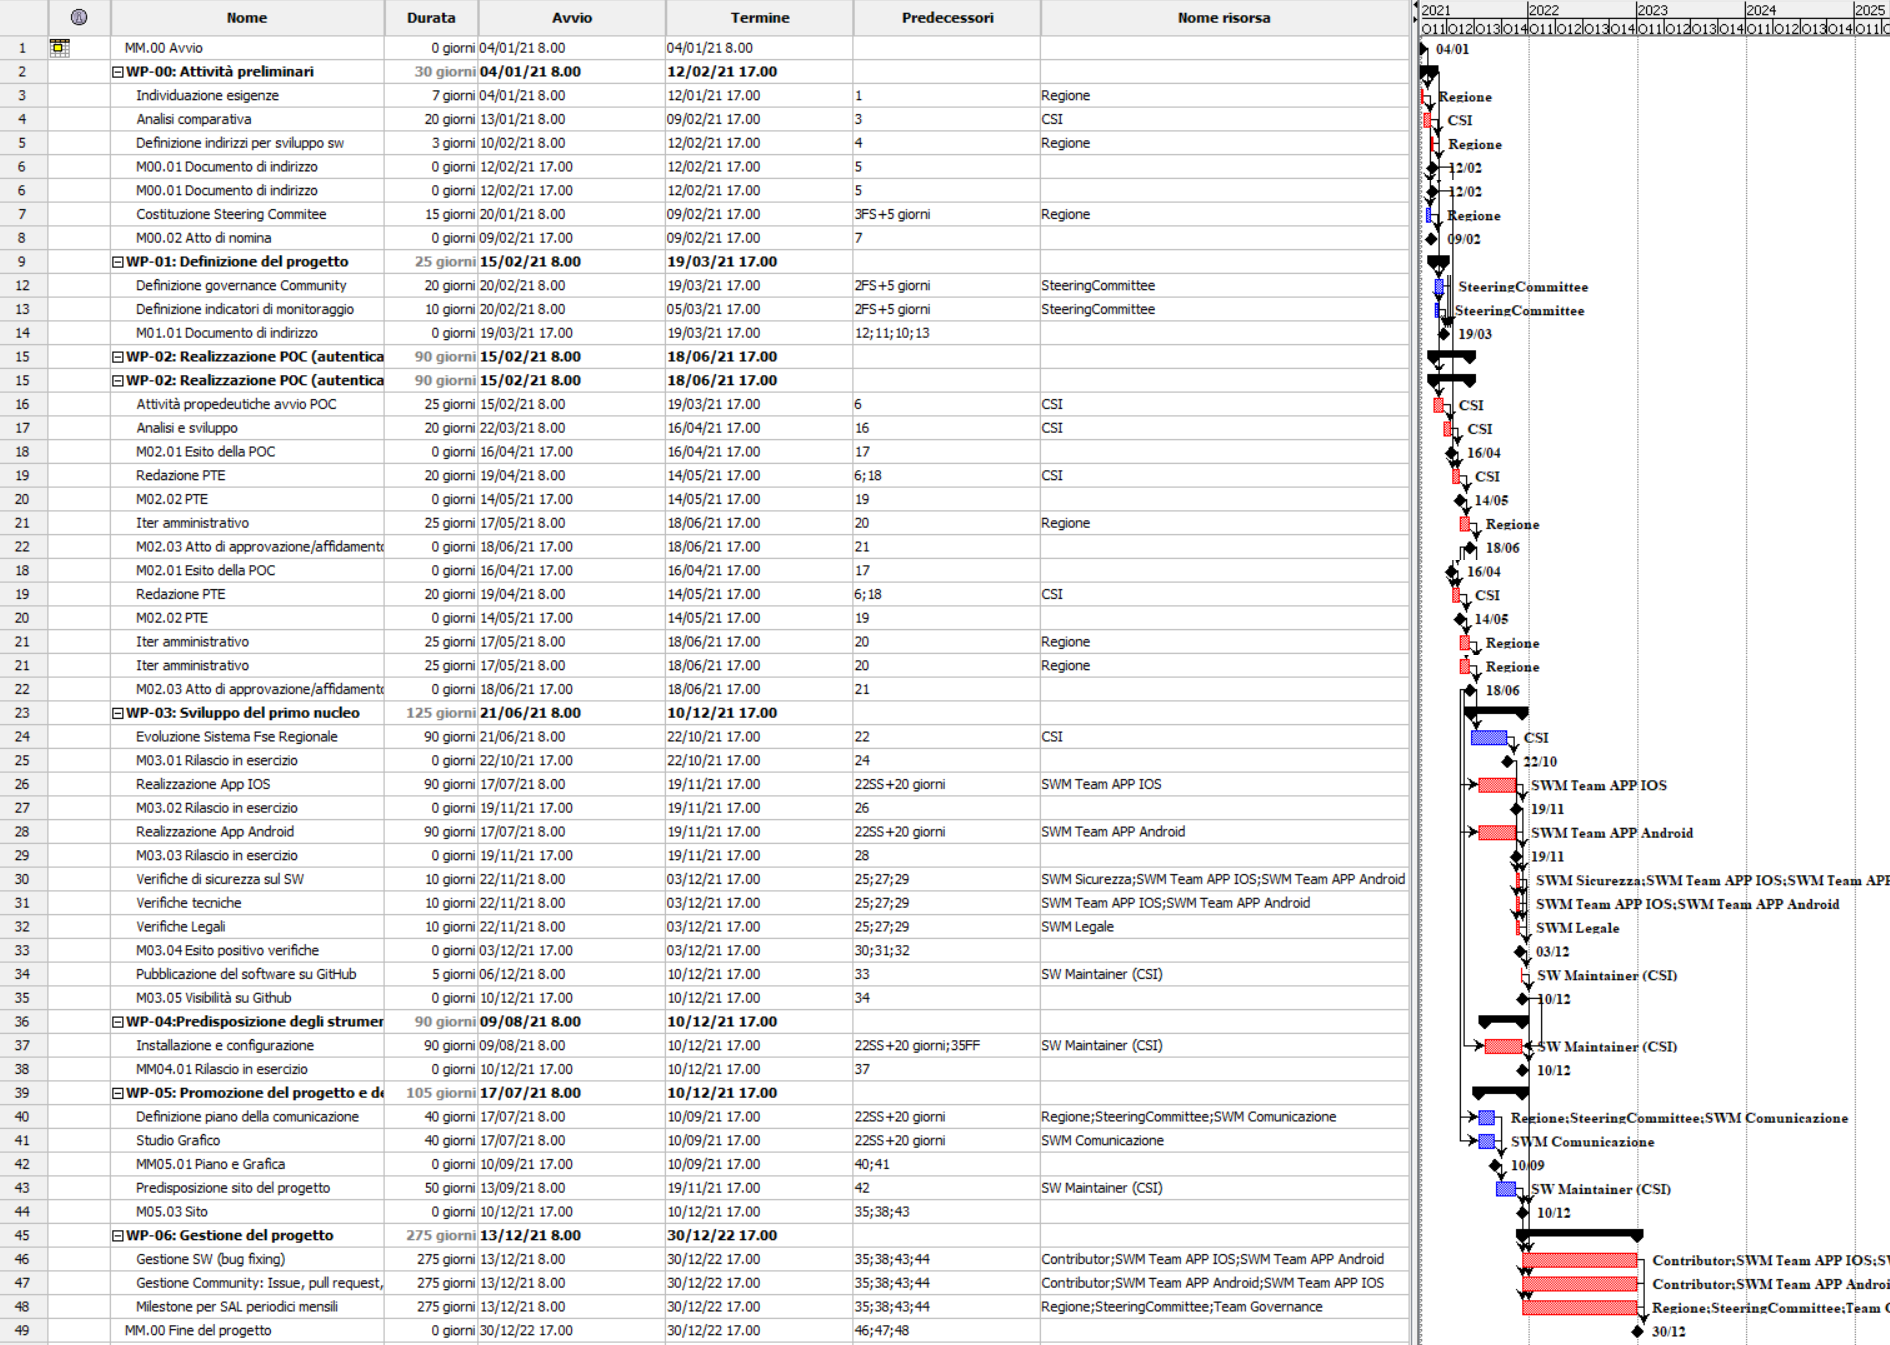 Nome Durata Avvio Termine Predecessori Nome risorsa 2021 2022 2023 2024 2025
O11 O12 O13 O14 O11 O12 O13 O14 O11 O12 O13 O14 O11 O12 O13 O14 O11
1 MM.00 Avvio 0 giorni 04/01/21 8.00 04/01/21 8.00 04/01
2 WP-00: Attività preliminari 30 giorni 04/01/21 8.00 12/02/21 17.00
3 Individuazione esigenze 7 giorni 04/01/21 8.00 12/01/21 17.00 1 Regione Regione
4 Analisi comparativa 20 giorni 13/01/21 8.00 09/02/21 17.00 3 CSI CSI
5 Definizione indirizzi per sviluppo sw 3 giorni 10/02/21 8.00 12/02/21 17.00 4 Regione Regione
6 M00.01 Documento di indirizzo 0 giorni 12/02/21 17.00 12/02/21 17.00 5 12/02
6 M00.01 Documento di indirizzo 0 giorni 12/02/21 17.00 12/02/21 17.00 5 12/02
7 Costituzione Steering Commitee 15 giorni 20/01/21 8.00 09/02/21 17.00 3FS+5 giorni Regione Regione
8 M00.02 Atto di nomina 0 giorni 09/02/21 17.00 09/02/21 17.00 7 09/02
9 WP-01: Definizione del progetto 25 giorni 15/02/21 8.00 19/03/21 17.00
12 Definizione governance Community 20 giorni 20/02/21 8.00 19/03/21 17.00 2FS+5 giorni SteeringCommittee SteeringCommittee
13 Definizione indicatori di monitoraggio 10 giorni 20/02/21 8.00 05/03/21 17.00 2FS+5 giorni SteeringCommittee SteeringCommittee
14 M01.01 Documento di indirizzo 0 giorni 19/03/21 17.00 19/03/21 17.00 12;11;10;13 19/03
15 WP-02: Realizzazione POC (autentica 90 giorni 15/02/21 8.00 18/06/21 17.00
15 WP-02: Realizzazione POC (autentica 90 giorni 15/02/21 8.00 18/06/21 17.00
16 Attività propedeutiche avvio POC 25 giorni 15/02/21 8.00 19/03/21 17.00 6 CSI CSI
17 Analisi e sviluppo 20 giorni 22/03/21 8.00 16/04/21 17.00 16 CSI CSI
18 M02.01 Esito della POC 0 giorni 16/04/21 17.00 16/04/21 17.00 17 16/04
19 Redazione PTE 20 giorni 19/04/21 8.00 14/05/21 17.00 6;18 CSI CSI
20 M02.02 PTE 0 giorni 14/05/21 17.00 14/05/21 17.00 19 14/05
21 Iter amministrativo 25 giorni 17/05/21 8.00 18/06/21 17.00 20 Regione Regione
22 M02.03 Atto di approvazione/affidamento 0 giorni 18/06/21 17.00 18/06/21 17.00 21 18/06
18 M02.01 Esito della POC 0 giorni 16/04/21 17.00 16/04/21 17.00 17 16/04
19 Redazione PTE 20 giorni 19/04/21 8.00 14/05/21 17.00 6;18 CSI CSI
20 M02.02 PTE 0 giorni 14/05/21 17.00 14/05/21 17.00 19 14/05
21 Iter amministrativo 25 giorni 17/05/21 8.00 18/06/21 17.00 20 Regione Regione
21 Iter amministrativo 25 giorni 17/05/21 8.00 18/06/21 17.00 20 Regione Regione
22 M02.03 Atto di approvazione/affidamento 0 giorni 18/06/21 17.00 18/06/21 17.00 21 18/06
23 WP-03: Sviluppo del primo nucleo 125 giorni 21/06/21 8.00 10/12/21 17.00
24 Evoluzione Sistema Fse Regionale 90 giorni 21/06/21 8.00 22/10/21 17.00 22 CSI CSI
25 M03.01 Rilascio in esercizio 0 giorni 22/10/21 17.00 22/10/21 17.00 24 22/10
26 Realizzazione App IOS 90 giorni 17/07/21 8.00 19/11/21 17.00 22SS+20 giorni SWM Team APP IOS SWM Team APP IOS
27 M03.02 Rilascio in esercizio 0 giorni 19/11/21 17.00 19/11/21 17.00 26 19/11
28 Realizzazione App Android 90 giorni 17/07/21 8.00 19/11/21 17.00 22SS+20 giorni SWM Team APP Android SWM Team APP Android
29 M03.03 Rilascio in esercizio 0 giorni 19/11/21 17.00 19/11/21 17.00 28 19/11
30 Verifiche di sicurezza sul SW 10 giorni 22/11/21 8.00 03/12/21 17.00 25;27;29 SWM Sicurezza;SWM Team APP IOS;SWM Team APP Android SWM Sicurezza;SWM Team APP IOS;SWM Team APP
31 Verifiche tecniche 10 giorni 22/11/21 8.00 03/12/21 17.00 25;27;29 SWM Team APP IOS;SWM Team APP Android SWM Team APP IOS;SWM Team APP Android
32 Verifiche Legali 10 giorni 22/11/21 8.00 03/12/21 17.00 25;27;29 SWM Legale SWM Legale
33 M03.04 Esito positivo verifiche 0 giorni 03/12/21 17.00 03/12/21 17.00 30;31;32 03/12
34 Pubblicazione del software su GitHub 5 giorni 06/12/21 8.00 10/12/21 17.00 33 SW Maintainer (CSI) SW Maintainer (CSI)
35 M03.05 Visibilità su Github 0 giorni 10/12/21 17.00 10/12/21 17.00 34 10/12
36 WP-04:Predisposizione degli strumen 90 giorni 09/08/21 8.00 10/12/21 17.00
37 Installazione e configurazione 90 giorni 09/08/21 8.00 10/12/21 17.00 22SS+20 giorni;35FF SW Maintainer (CSI) SW Maintainer (CSI)
38 MM04.01 Rilascio in esercizio 0 giorni 10/12/21 17.00 10/12/21 17.00 37 10/12
39 WP-05: Promozione del progetto e de 105 giorni 17/07/21 8.00 10/12/21 17.00
40 Definizione piano della comunicazione 40 giorni 17/07/21 8.00 10/09/21 17.00 22SS+20 giorni Regione;SteeringCommittee;SWM Comunicazione Regione;SteeringCommittee;SWM Comunicazione
41 Studio Grafico 40 giorni 17/07/21 8.00 10/09/21 17.00 22SS+20 giorni SWM Comunicazione SWM Comunicazione
42 MM05.01 Piano e Grafica 0 giorni 10/09/21 17.00 10/09/21 17.00 40;41 10/09
43 Predisposizione sito del progetto 50 giorni 13/09/21 8.00 19/11/21 17.00 42 SW Maintainer (CSI) SW Maintainer (CSI)
44 M05.03 Sito 0 giorni 10/12/21 17.00 10/12/21 17.00 35;38;43 10/12
45 WP-06: Gestione del progetto 275 giorni 13/12/21 8.00 30/12/22 17.00
46 Gestione SW (bug fixing) 275 giorni 13/12/21 8.00 30/12/22 17.00 35;38;43;44 Contributor;SWM Team APP IOS;SWM Team APP Android Contributor;SWM Team APP IOS;SW
47 Gestione Community: Issue, pull request, 275 giorni 13/12/21 8.00 30/12/22 17.00 35;38;43;44 Contributor;SWM Team APP Android;SWM Team APP IOS Contributor;SWM Team APP Androi
48 Milestone per SAL periodici mensili 275 giorni 13/12/21 8.00 30/12/22 17.00 35;38;43;44 Regione;SteeringCommittee;Team Governance Regione;SteeringCommittee;Team G
49 MM.00 Fine del progetto 0 giorni 30/12/22 17.00 30/12/22 17.00 46;47;48 30/12